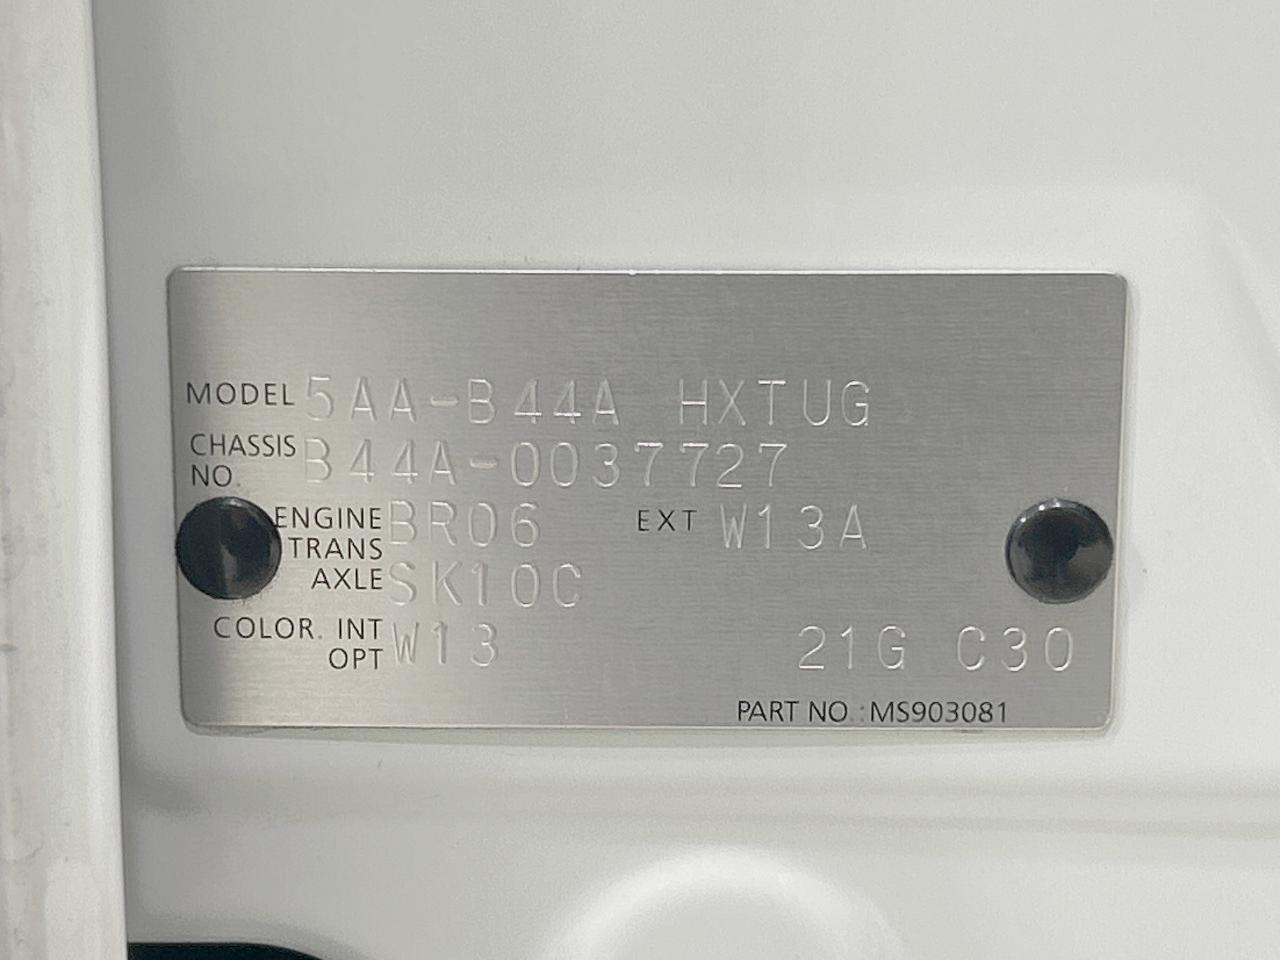 MODEL 5AA-B44A HXTUG
CHASSIS NO. B44A-0037727
ENGINE BR06 EXT W13A
TRANS AXLE SK10C
COLOR. INT W13
OPT 21G C30
PART NO.:MS903081